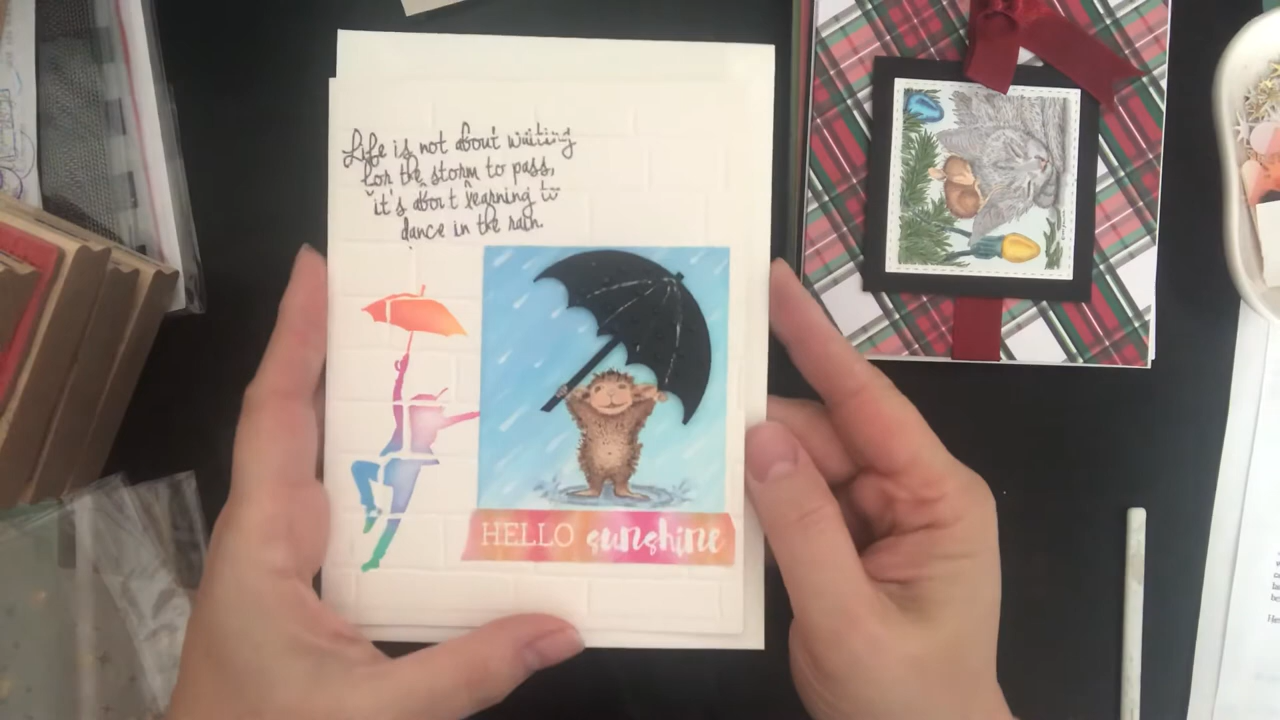 Life is not about waiting
for the storm to pass,
it's about learning to
dance in the rain.
HELLO sunshine